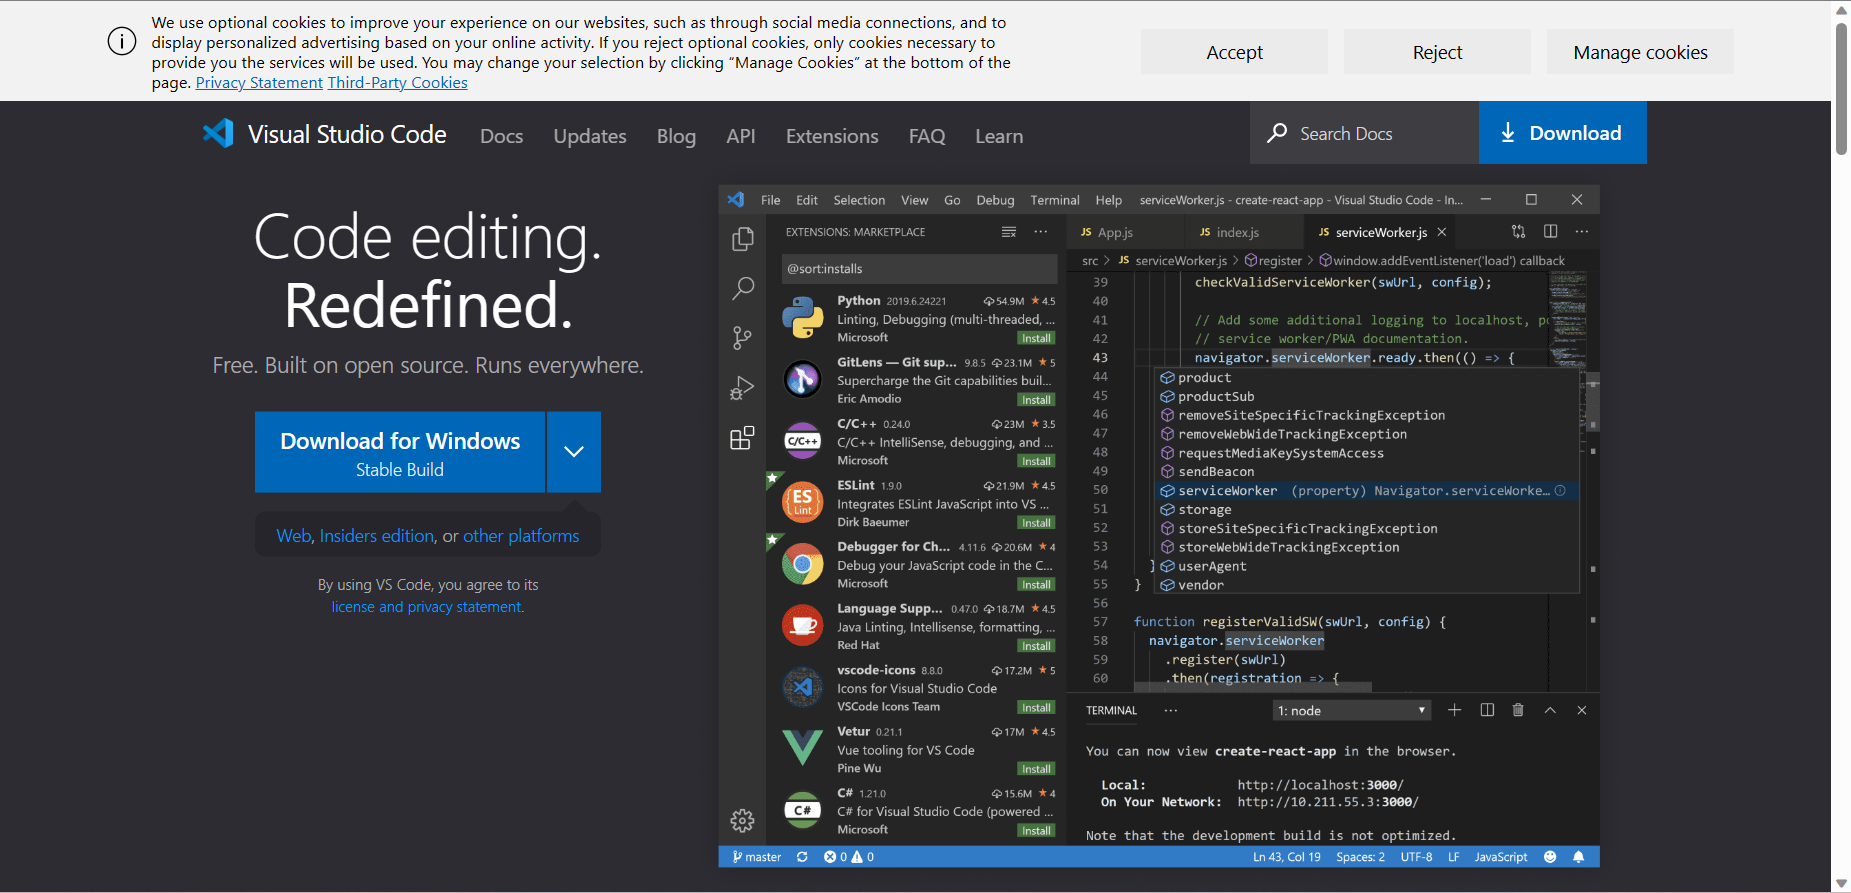 We use optional cookies to improve your experience on our websites, such as through social media connections, and to
display personalized advertising based on your online activity. If you reject optional cookies, only cookies necessary to
provide you the services will be used. You may change your selection by clicking “Manage Cookies” at the bottom of the
page. Privacy Statement Third-Party Cookies
Accept
Reject
Manage cookies
Visual Studio Code
Docs
Updates
Blog
API
Extensions
FAQ
Learn
Search Docs
Download
Code editing.
Redefined.
Free. Built on open source. Runs everywhere.
Download for Windows
Stable Build
Web, Insiders edition, or other platforms
By using VS Code, you agree to its
license and privacy statement.
File Edit Selection View Go Debug Terminal Help serviceWorker.js - create-react-app - Visual Studio Code - In...
EXTENSIONS: MARKETPLACE
@sort:installs
Python 2019.6.24221 54.9M ★ 4.5
Linting, Debugging (multi-threaded, ...
Microsoft Install
GitLens — Git sup... 9.8.5 23.1M ★ 5
Supercharge the Git capabilities buil...
Eric Amodio Install
C/C++
C/C++ 0.24.0 23M ★ 3.5
C/C++ IntelliSense, debugging, and ...
Microsoft Install
ES
Lint
ESLint 1.9.0 21.9M ★ 4.5
Integrates ESLint JavaScript into VS ...
Dirk Baeumer Install
Debugger for Ch... 4.11.6 20.6M ★ 4
Debug your JavaScript code in the C...
Microsoft Install
Language Supp... 0.47.0 18.7M ★ 4.5
Java Linting, Intellisense, formatting, ...
Red Hat Install
vscode-icons 8.8.0 17.2M ★ 5
Icons for Visual Studio Code
VSCode Icons Team Install
Vetur 0.21.1 17M ★ 4.5
Vue tooling for VS Code
Pine Wu Install
C#
C# 1.21.0 15.6M ★ 4
C# for Visual Studio Code (powered ...
Microsoft Install
JS App.js JS index.js JS serviceWorker.js
src > JS serviceWorker.js > register > window.addEventListener('load') callback
39 checkValidServiceWorker(swUrl, config);
40
41 // Add some additional logging to localhost, po
42 // service worker/PWA documentation.
43 navigator.serviceWorker.ready.then(() => {
44 product
45 productSub
46 removeSiteSpecificTrackingException
47 removeWebWideTrackingException
48 requestMediaKeySystemAccess
49 sendBeacon
50 serviceWorker (property) Navigator.serviceWorke...
51 storage
52 storeSiteSpecificTrackingException
53 storeWebWideTrackingException
54 } userAgent
55 } vendor
56
57 function registerValidSW(swUrl, config) {
58 navigator.serviceWorker
59 .register(swUrl)
60 .then(registration => {
TERMINAL ··· 1: node
You can now view create-react-app in the browser.
Local: http://localhost:3000/
On Your Network: http://10.211.55.3:3000/
Note that the development build is not optimized.
master 0 0 Ln 43, Col 19 Spaces: 2 UTF-8 LF JavaScript